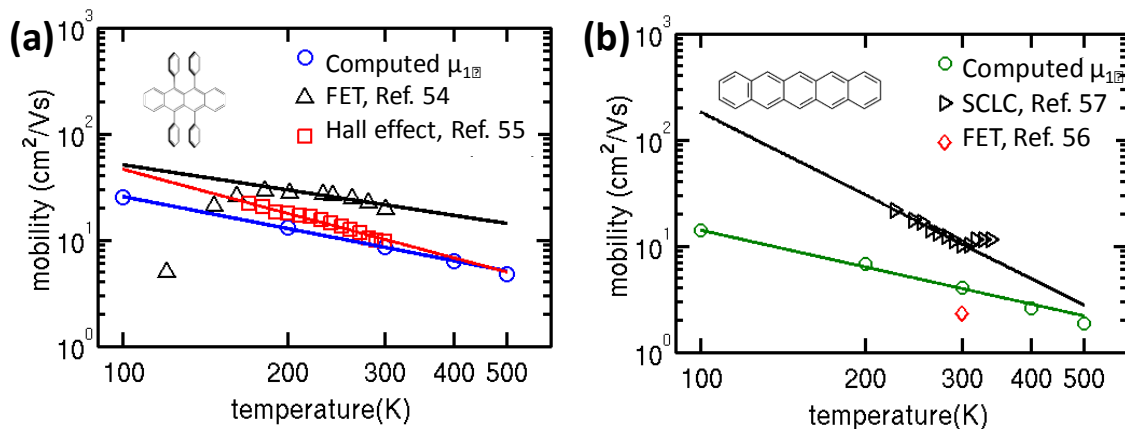 (a)
10³
10²
10¹
10⁰
mobility (cm²/Vs)
Computed μ₁
FET, Ref. 54
Hall effect, Ref. 55
100 200 300 400 500
temperature(K)
(b)
10³
10²
10¹
10⁰
mobility (cm²/Vs)
Computed μ₁
SCLC, Ref. 57
FET, Ref. 56
100 200 300 400 500
temperature(K)